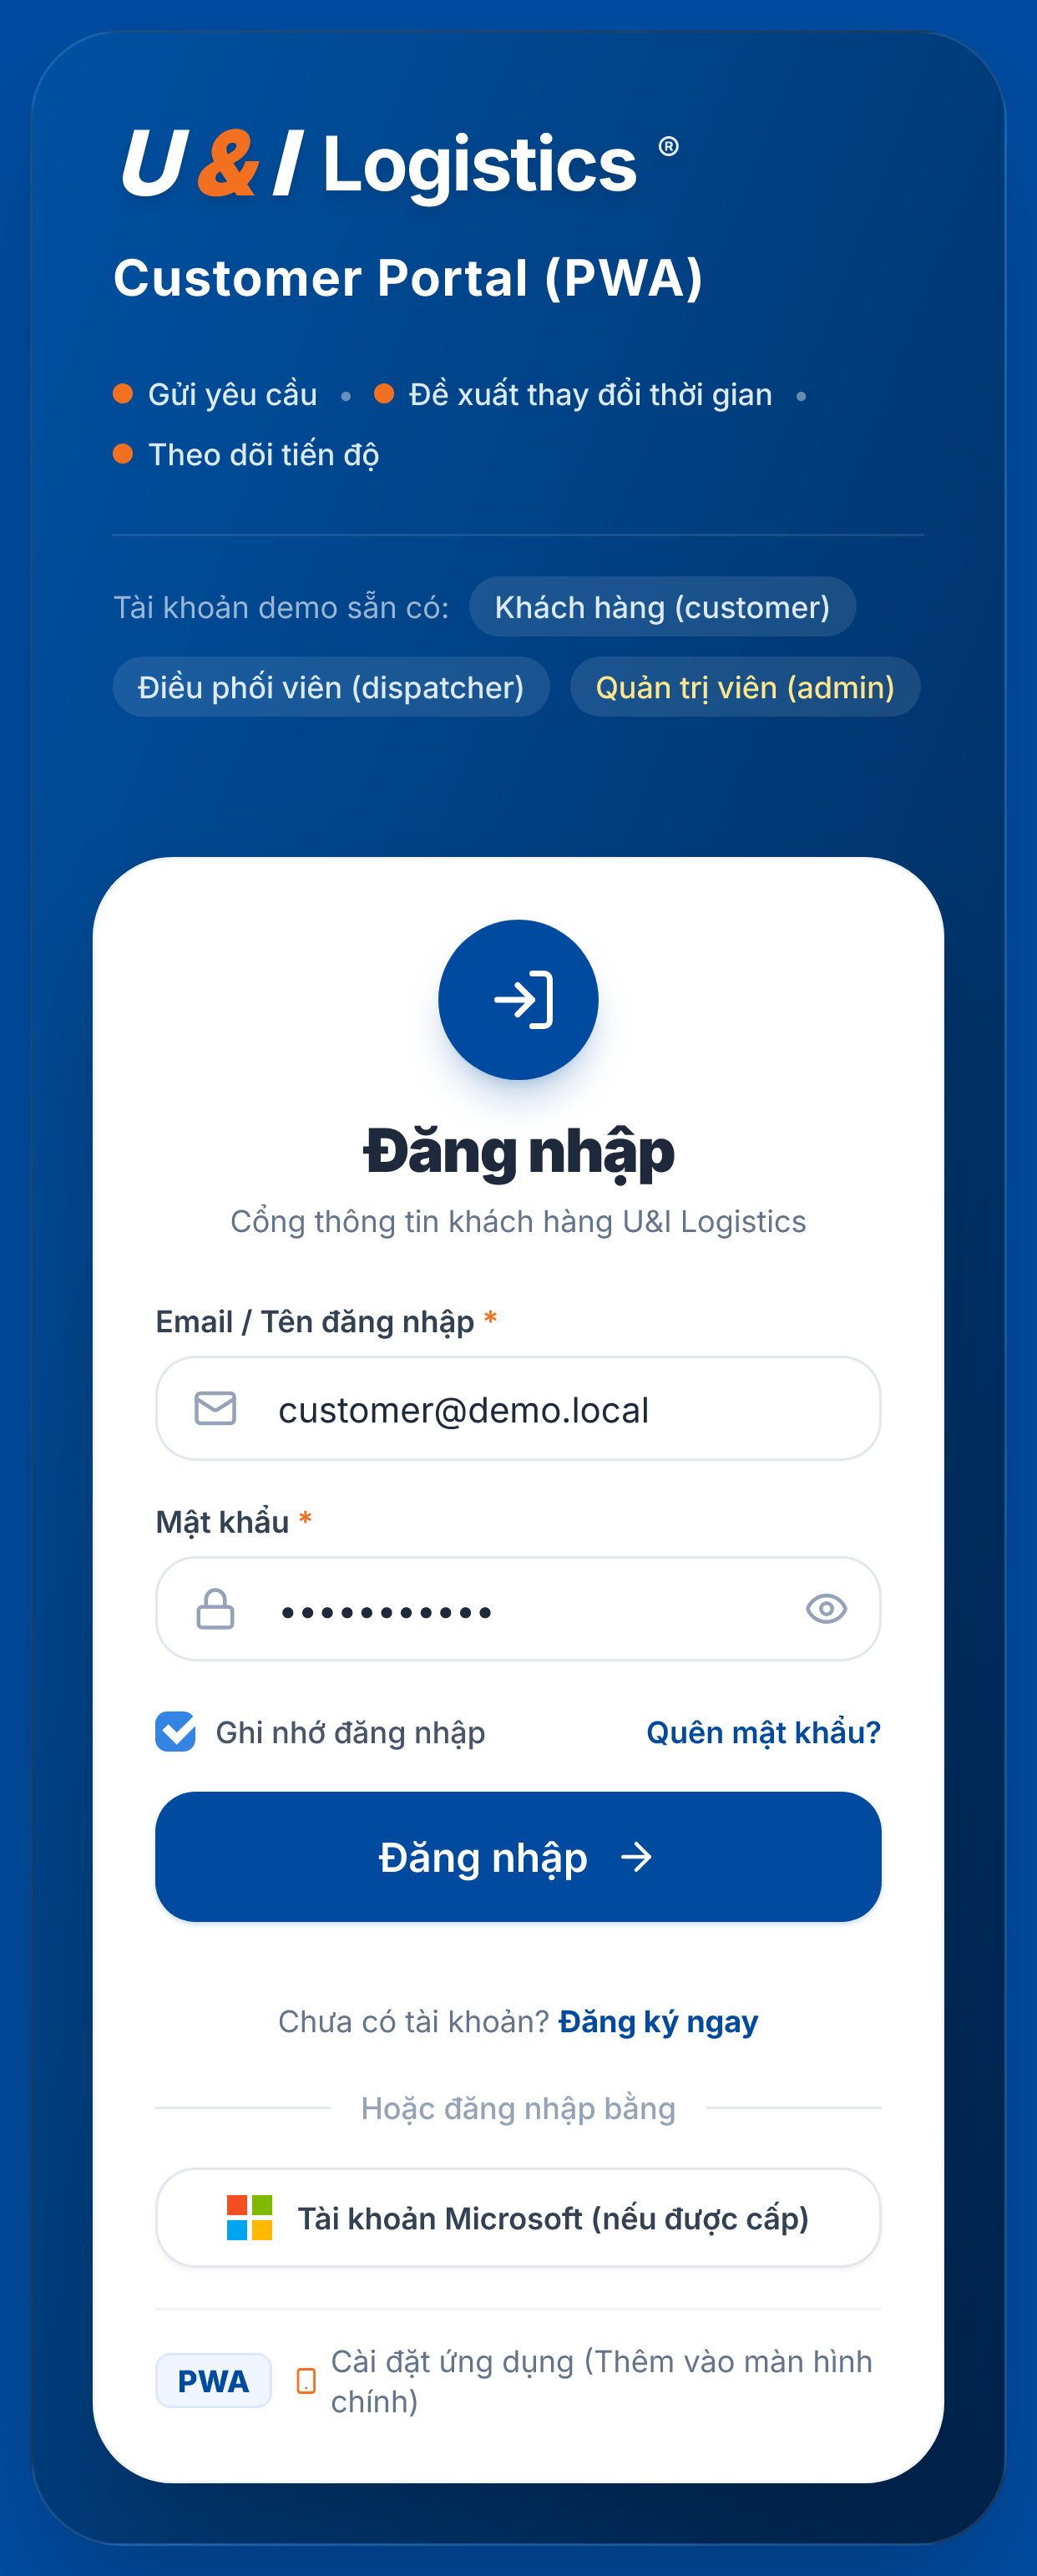 U & I Logistics ®
Customer Portal (PWA)
Gửi yêu cầu • Đề xuất thay đổi thời gian •
Theo dõi tiến độ
Tài khoản demo sẵn có: Khách hàng (customer)
Điều phối viên (dispatcher) Quản trị viên (admin)
Đăng nhập
Cổng thông tin khách hàng U&I Logistics
Email / Tên đăng nhập *
customer@demo.local
Mật khẩu *
•••••••••••
Ghi nhớ đăng nhập Quên mật khẩu?
Đăng nhập →
Chưa có tài khoản? Đăng ký ngay
Hoặc đăng nhập bằng
Tài khoản Microsoft (nếu được cấp)
PWA Cài đặt ứng dụng (Thêm vào màn hình
chính)